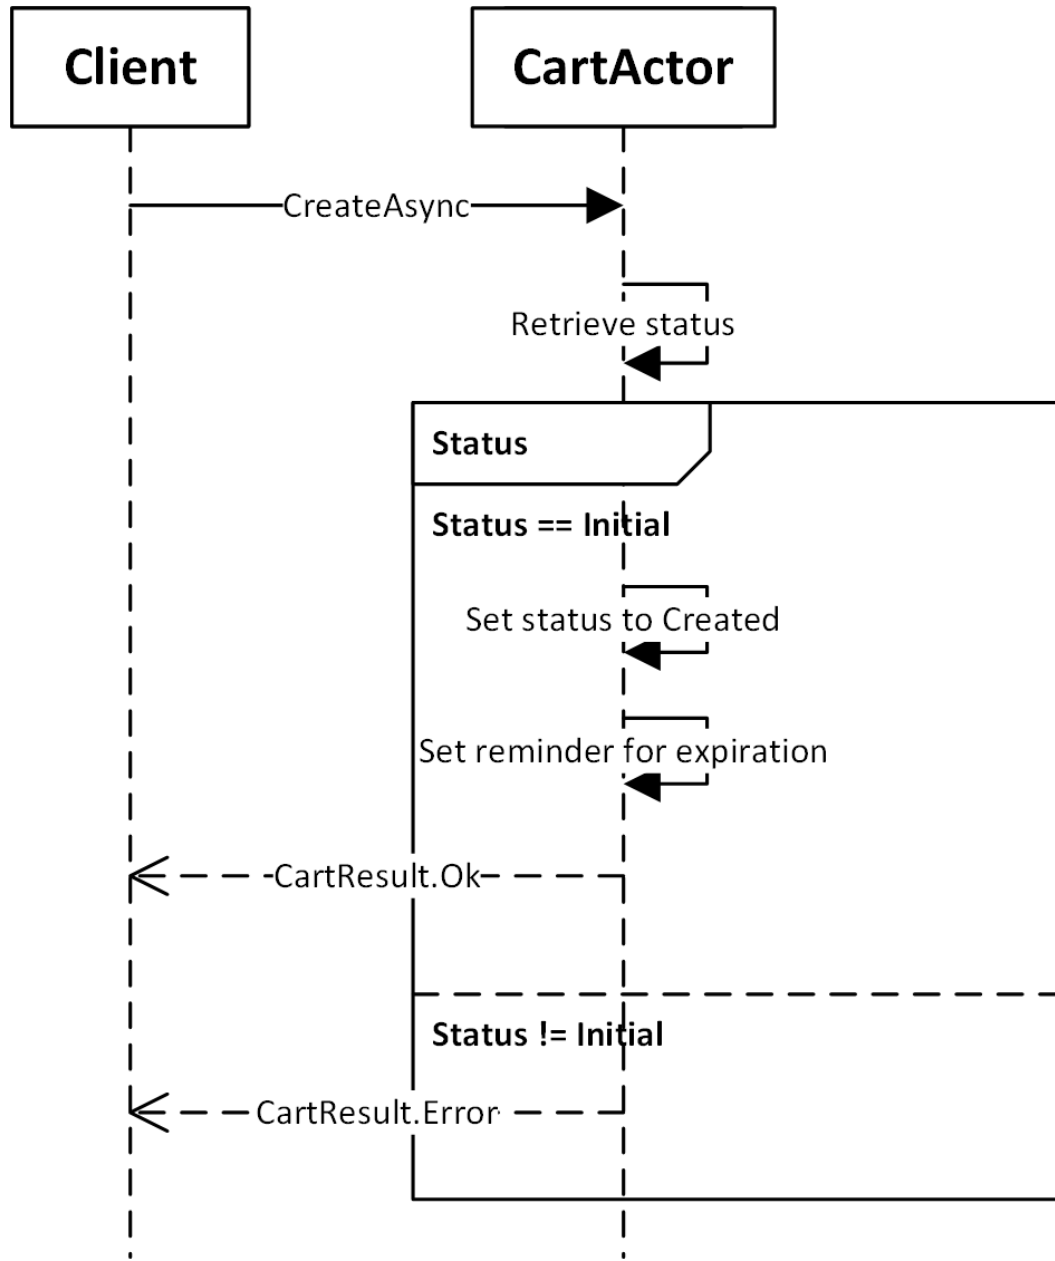 Client
CartActor
CreateAsync
Retrieve status
Status
Status == Initial
Set status to Created
Set reminder for expiration
CartResult.Ok
Status != Initial
CartResult.Error